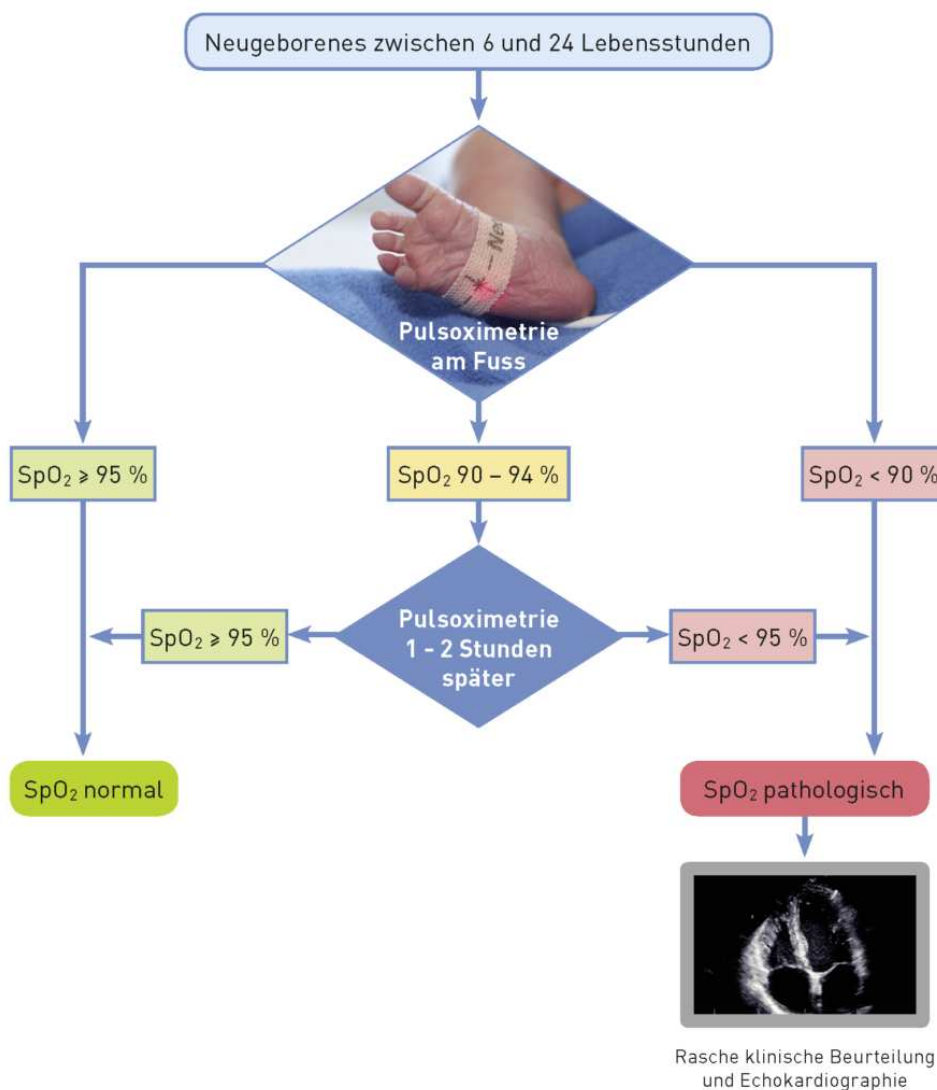 Neugeborenes zwischen 6 und 24 Lebensstunden
Pulsoximetrie
am Fuss
SpO₂ ≥ 95 %
SpO₂ 90 – 94 %
SpO₂ < 90 %
SpO₂ ≥ 95 %
Pulsoximetrie
1 - 2 Stunden
später
SpO₂ < 95 %
SpO₂ normal
SpO₂ pathologisch
Rasche klinische Beurteilung
und Echokardiographie